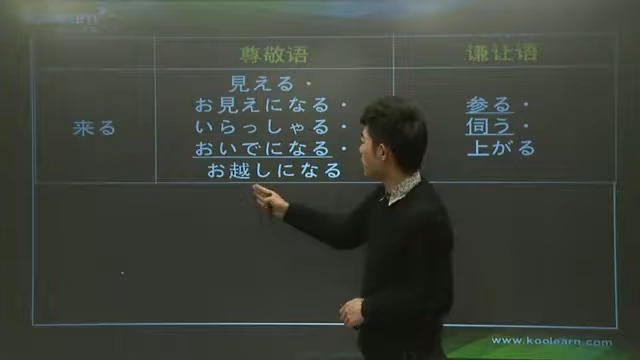 尊敬语
谦让语
来る
見える・
お見えになる・
いらっしゃる・
おいでになる・
お越しになる
参る・
伺う・
上がる
www.koolearn.com